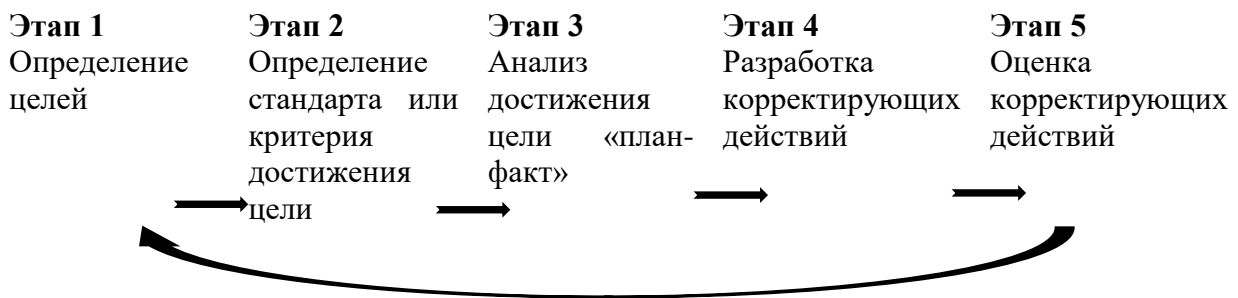 Этап 1
Определение
целей
Этап 2
Определение
стандарта или
критерия
достижения
цели
Этап 3
Анализ
достижения
цели «план-
факт»
Этап 4
Разработка
корректирующих
действий
Этап 5
Оценка
корректирующих
действий